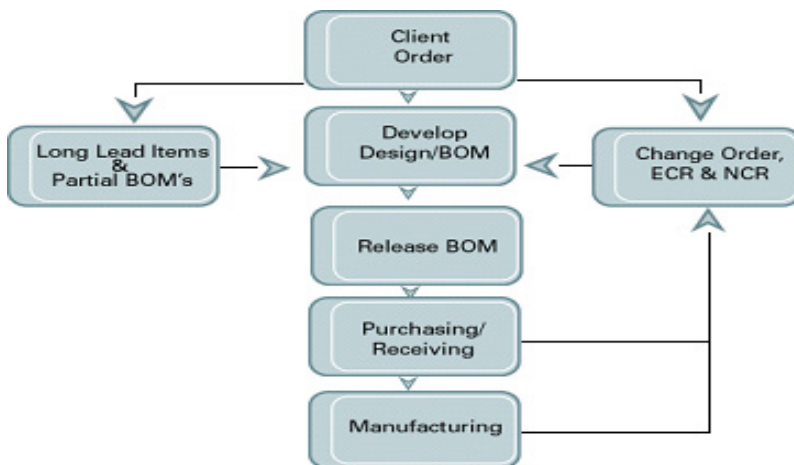 Client
Order
Long Lead Items
&
Partial BOM's
Develop
Design/BOM
Change Order,
ECR & NCR
Release BOM
Purchasing/
Receiving
Manufacturing